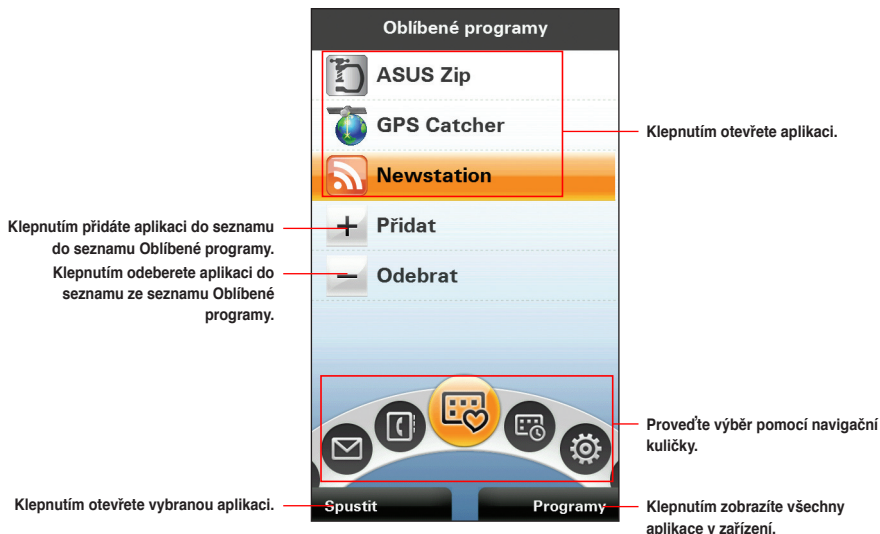 Oblíbené programy
ASUS Zip
GPS Catcher
Klepnutím otevřete aplikaci.
Newstation
Klepnutím přidáte aplikaci do seznamu
do seznamu Oblíbené programy.
Přidat
Klepnutím odeberete aplikaci do
seznamu ze seznamu Oblíbené
programy.
Odebrat
Proveďte výběr pomocí navigační
kuličky.
Klepnutím otevřete vybranou aplikaci.
Spustit
Programy
Klepnutím zobrazíte všechny
aplikace v zařízení.